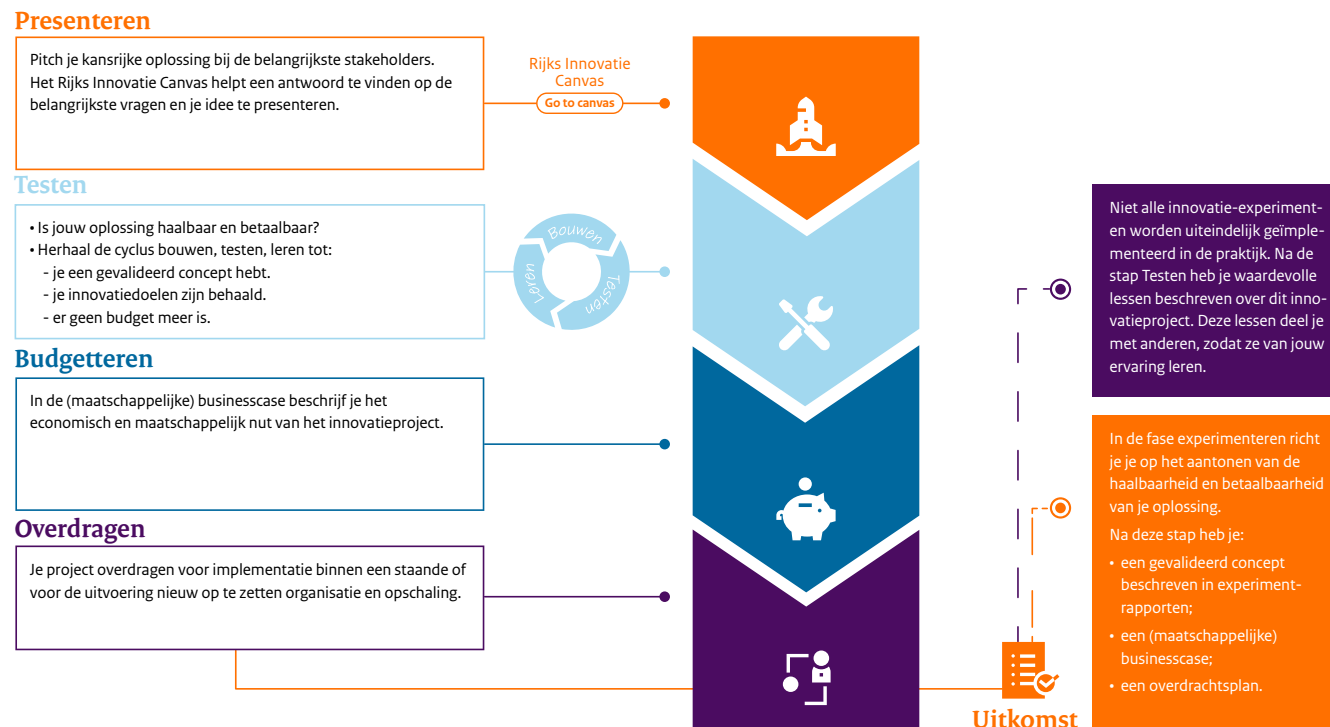 Presenteren
Pitch je kansrijke oplossing bij de belangrijkste stakeholders.
Het Rijks Innovatie Canvas helpt een antwoord te vinden op de
belangrijkste vragen en je idee te presenteren.
Rijks Innovatie
Canvas
Go to canvas
Testen
• Is jouw oplossing haalbaar en betaalbaar?
• Herhaal de cyclus bouwen, testen, leren tot:
- je een gevalideerd concept hebt.
- je innovatiedoelen zijn behaald.
- er geen budget meer is.
Bouwen
Testen
Leren
Budgetteren
In de (maatschappelijke) businesscase beschrijf je het
economisch en maatschappelijk nut van het innovatieproject.
Overdragen
Je project overdragen voor implementatie binnen een staande of
voor de uitvoering nieuw op te zetten organisatie en opschaling.
Niet alle innovatie-experiment-
en worden uiteindelijk geïmple-
menteerd in de praktijk. Na de
stap Testen heb je waardevolle
lessen beschreven over dit inno-
vatieproject. Deze lessen deel je
met anderen, zodat ze van jouw
ervaring leren.
In de fase experimenteren richt
je je op het aantonen van de
haalbaarheid en betaalbaarheid
van je oplossing.
Na deze stap heb je:
• een gevalideerd concept
beschreven in experiment-
rapporten;
• een (maatschappelijke)
businesscase;
• een overdrachtsplan.
Uitkomst